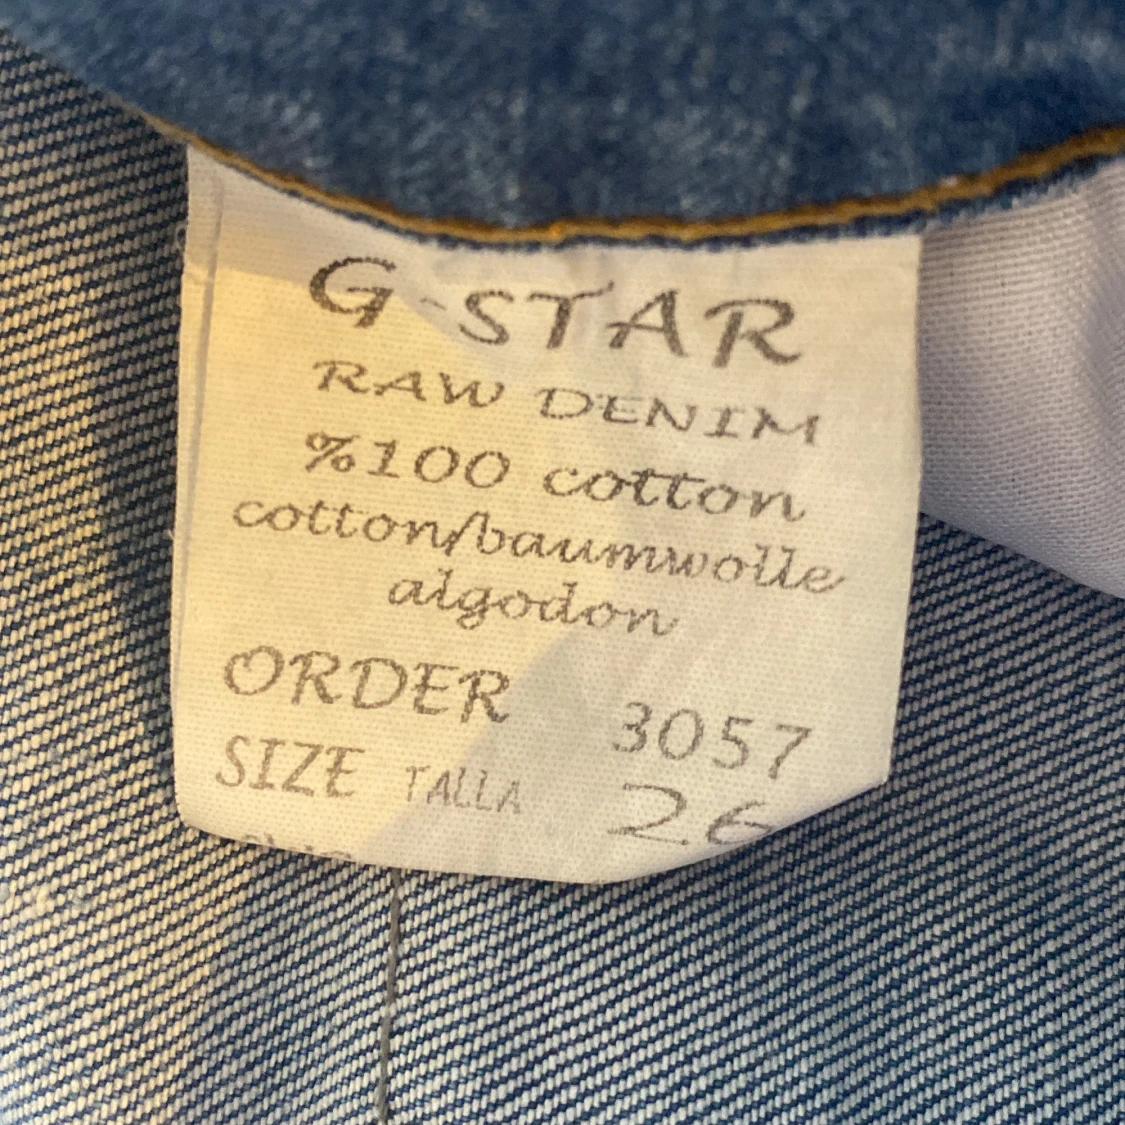 G-STAR
RAW DENIM
%100 cotton
cotton/baumwolle
algodon
ORDER 3057
SIZE TALLA 26